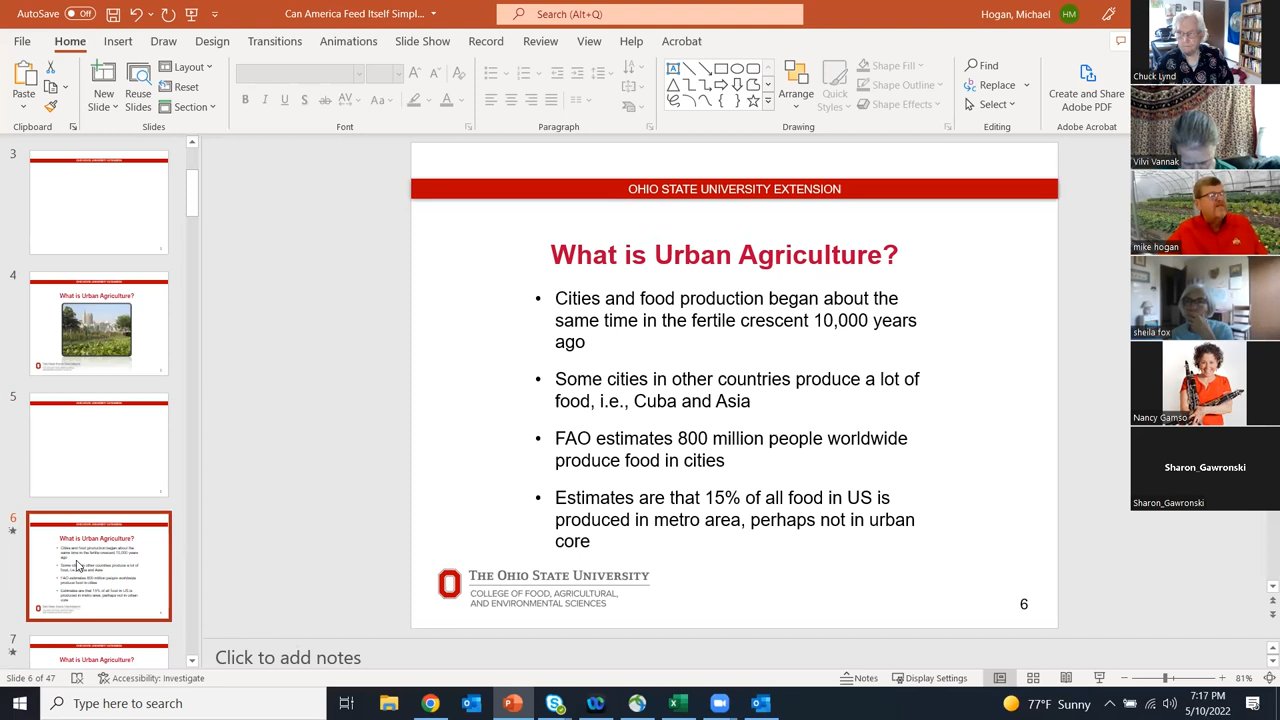 AutoSave Off
Can America Feed Itself Simple...
Search (Alt+Q)
Hogan, Michael
HM
File Home Insert Draw Design Transitions Animations Slide Show Record Review View Help Acrobat
Paste
New Slide
Reuse Slides
Layout
Reset
Section
B I U S ab AV Aa A
Arrange
Quick Styles
Shape Fill
Shape Outline
Shape Effects
Find
Replace
Select
Create and Share Adobe PDF
Clipboard Slides Font Paragraph Drawing Editing Adobe Acrobat
3
4
What is Urban Agriculture?
5
6
What is Urban Agriculture?
7
What is Urban Agriculture?
OHIO STATE UNIVERSITY EXTENSION
What is Urban Agriculture?
• Cities and food production began about the
same time in the fertile crescent 10,000 years
ago
• Some cities in other countries produce a lot of
food, i.e., Cuba and Asia
• FAO estimates 800 million people worldwide
produce food in cities
• Estimates are that 15% of all food in US is
produced in metro area, perhaps not in urban
core
THE OHIO STATE UNIVERSITY
COLLEGE OF FOOD, AGRICULTURAL,
AND ENVIRONMENTAL SCIENCES
6
Chuck Lynd
Vilvi Vannak
mike hogan
sheila fox
Nancy Gamso
Sharon_Gawronski
Sharon_Gawronski
Click to add notes
Slide 6 of 47
Accessibility: Investigate
Notes
Display Settings
81%
Type here to search
77°F Sunny
7:17 PM
5/10/2022